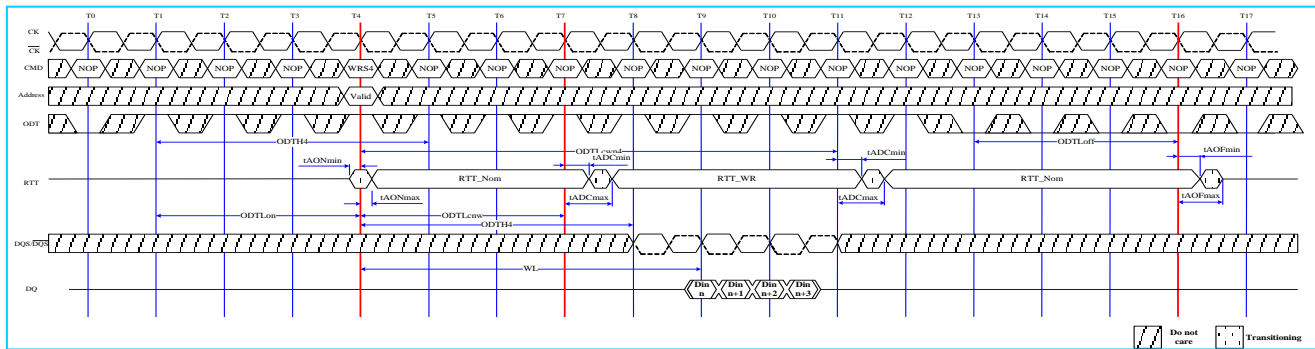 T0 T1 T2 T3 T4 T5 T6 T7 T8 T9 T10 T11 T12 T13 T14 T15 T16 T17
CK
CK
CMD NOP NOP NOP NOP WRS4 NOP NOP NOP NOP NOP NOP NOP NOP NOP NOP NOP NOP NOP
Address Valid
ODT
ODTH4 ODTLcwn4 ODTLoff
tAONmin tADCmin tADCmin tAOFmin
RTT RTT_Nom RTT_WR RTT_Nom
tAONmax tADCmax tADCmax tAOFmax
ODTLon ODTLcnw
ODTH4
DQS/DQS
WL
DQ Din n Din n+1 Din n+2 Din n+3
Do not care Transitioning